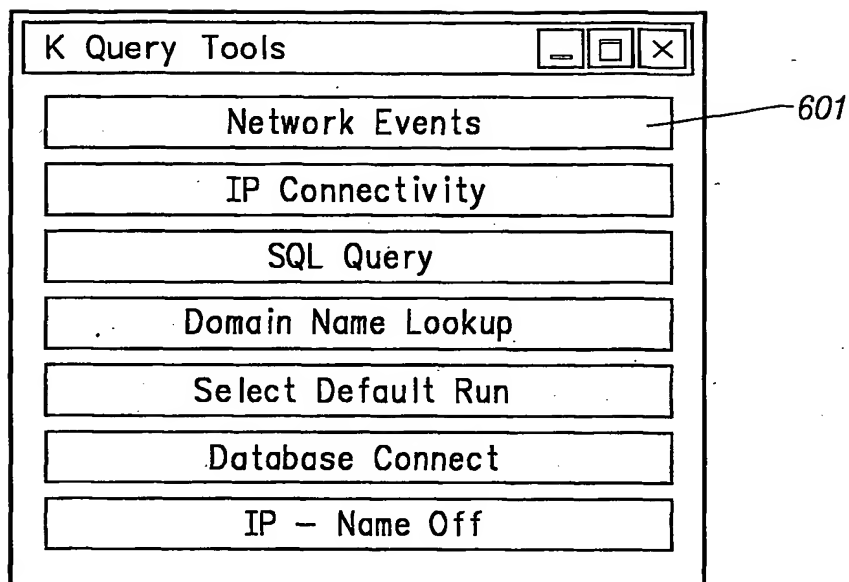 K Query Tools
Network Events
601
IP Connectivity
SQL Query
Domain Name Lookup
Select Default Run
Database Connect
IP – Name Off